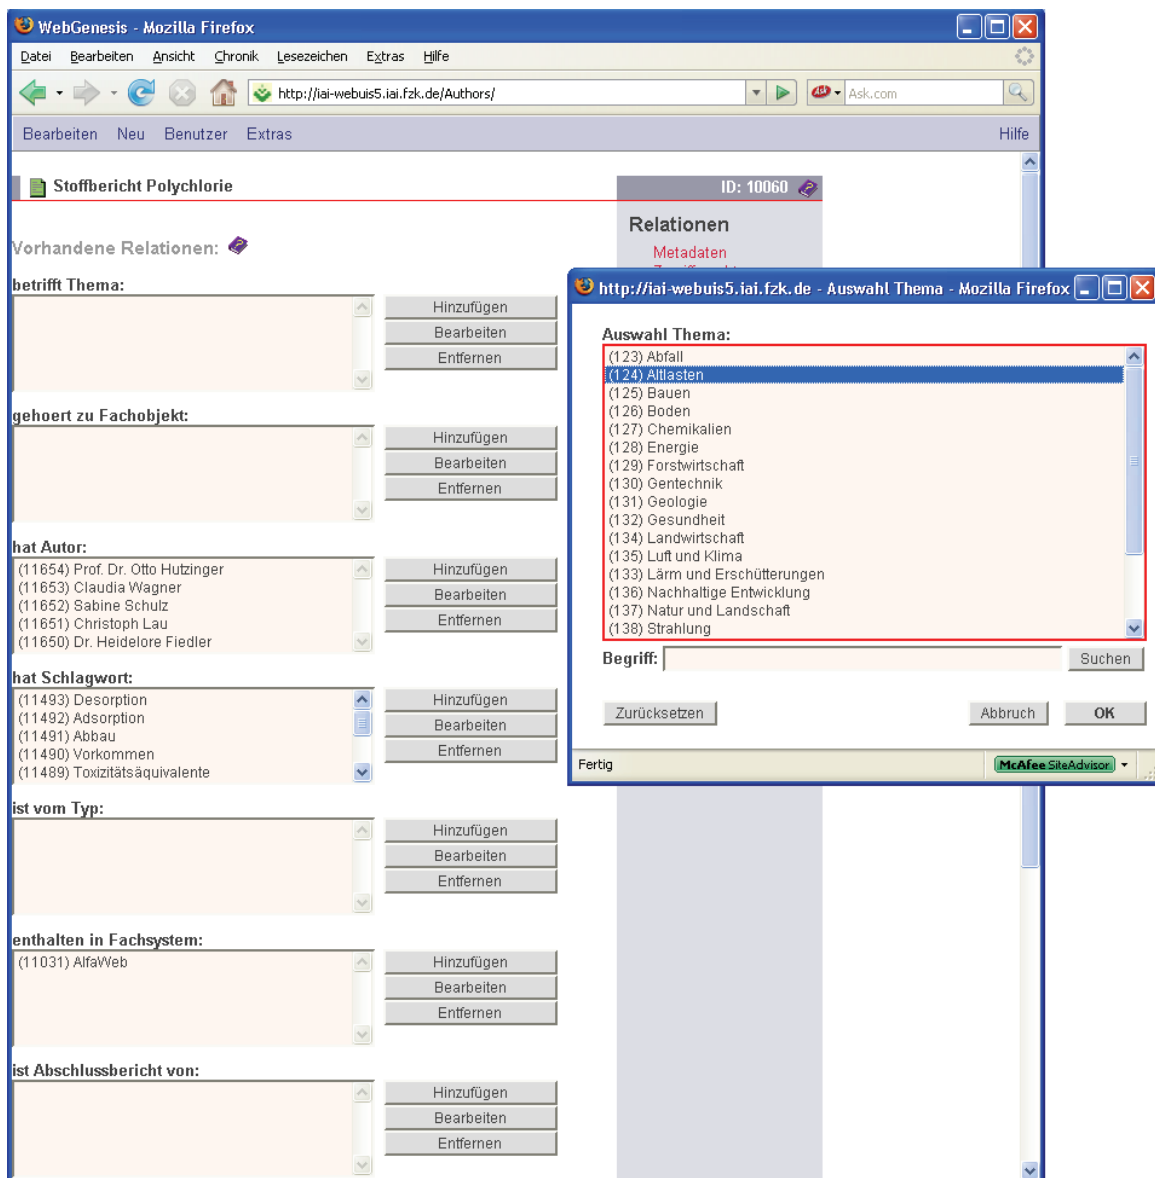 WebGenesis - Mozilla Firefox
Datei Bearbeiten Ansicht Chronik Lesezeichen Extras Hilfe
http://iai-webuis5.iai.fzk.de/Authors/
Ask.com
Bearbeiten Neu Benutzer Extras Hilfe
Stoffbericht Polychlorie
ID: 10060
Relationen
Metadaten
Vorhandene Relationen:
betrifft Thema:
Hinzufügen
Bearbeiten
Entfernen
gehoert zu Fachobjekt:
Hinzufügen
Bearbeiten
Entfernen
hat Autor:
(11654) Prof. Dr. Otto Hutzinger
(11653) Claudia Wagner
(11652) Sabine Schulz
(11651) Christoph Lau
(11650) Dr. Heidelore Fiedler
Hinzufügen
Bearbeiten
Entfernen
hat Schlagwort:
(11493) Desorption
(11492) Adsorption
(11491) Abbau
(11490) Vorkommen
(11489) Toxizitätsäquivalente
Hinzufügen
Bearbeiten
Entfernen
ist vom Typ:
Hinzufügen
Bearbeiten
Entfernen
enthalten in Fachsystem:
(11031) AlfaWeb
Hinzufügen
Bearbeiten
Entfernen
ist Abschlussbericht von:
Hinzufügen
Bearbeiten
Entfernen
http://iai-webuis5.iai.fzk.de - Auswahl Thema - Mozilla Firefox
Auswahl Thema:
(123) Abfall
(124) Altlasten
(125) Bauen
(126) Boden
(127) Chemikalien
(128) Energie
(129) Forstwirtschaft
(130) Gentechnik
(131) Geologie
(132) Gesundheit
(134) Landwirtschaft
(135) Luft und Klima
(133) Lärm und Erschütterungen
(136) Nachhaltige Entwicklung
(137) Natur und Landschaft
(138) Strahlung
Begriff:
Suchen
Zurücksetzen
Abbruch
OK
Fertig
McAfee SiteAdvisor